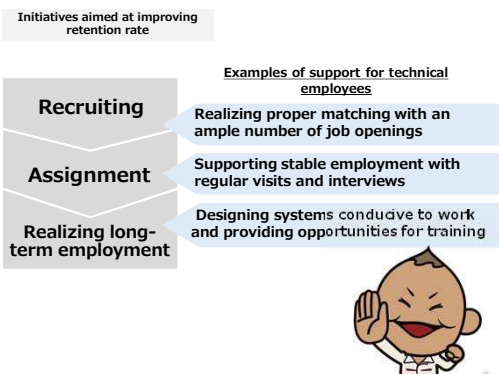 Initiatives aimed at improving
retention rate
Examples of support for technical
employees
Recruiting
Realizing proper matching with an
ample number of job openings
Assignment
Supporting stable employment with
regular visits and interviews
Realizing long-
term employment
Designing systems conducive to work
and providing opportunities for training